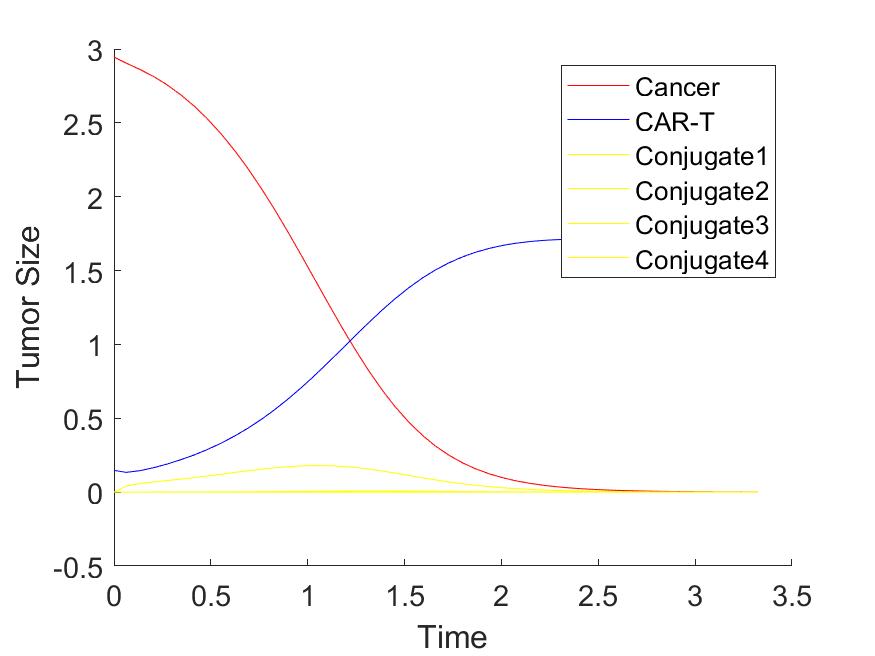 3
2.5
2
1.5
1
0.5
0
-0.5
Tumor Size
Cancer
CAR-T
Conjugate1
Conjugate2
Conjugate3
Conjugate4
0 0.5 1 1.5 2 2.5 3 3.5
Time